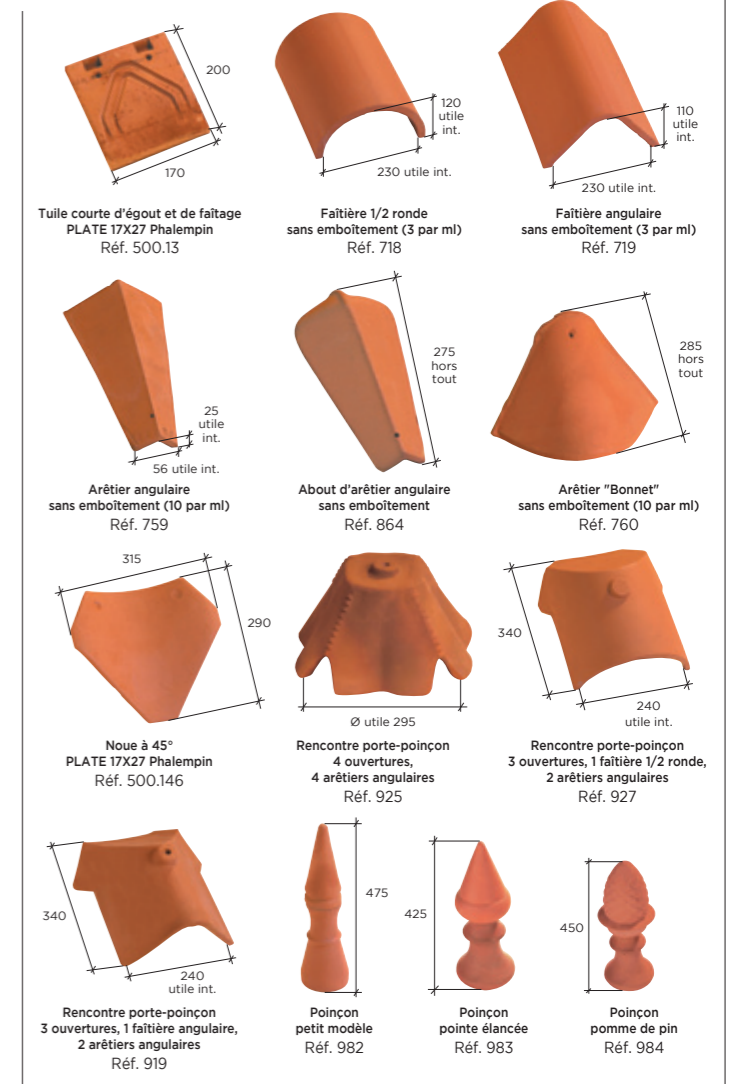 200
170
Tuile courte d'égout et de faîtage
PLATE 17X27 Phalempin
Réf. 500.13
120
utile
int.
230 utile int.
Faîtière 1/2 ronde
sans emboîtement (3 par ml)
Réf. 718
110
utile
int.
230 utile int.
Faîtière angulaire
sans emboîtement (3 par ml)
Réf. 719
25
utile
int.
56 utile int.
Arêtier angulaire
sans emboîtement (10 par ml)
Réf. 759
275
hors
tout
About d'arêtier angulaire
sans emboîtement
Réf. 864
285
hors
tout
Arêtier "Bonnet"
sans emboîtement (10 par ml)
Réf. 760
315
290
Noue à 45°
PLATE 17X27 Phalempin
Réf. 500.146
Ø utile 295
Rencontre porte-poinçon
4 ouvertures,
4 arêtiers angulaires
Réf. 925
340
240
utile int.
Rencontre porte-poinçon
3 ouvertures, 1 faîtière 1/2 ronde,
2 arêtiers angulaires
Réf. 927
340
240
utile int.
Rencontre porte-poinçon
3 ouvertures, 1 faîtière angulaire,
2 arêtiers angulaires
Réf. 919
475
Poinçon
petit modèle
Réf. 982
425
Poinçon
pointe élancée
Réf. 983
450
Poinçon
pomme de pin
Réf. 984